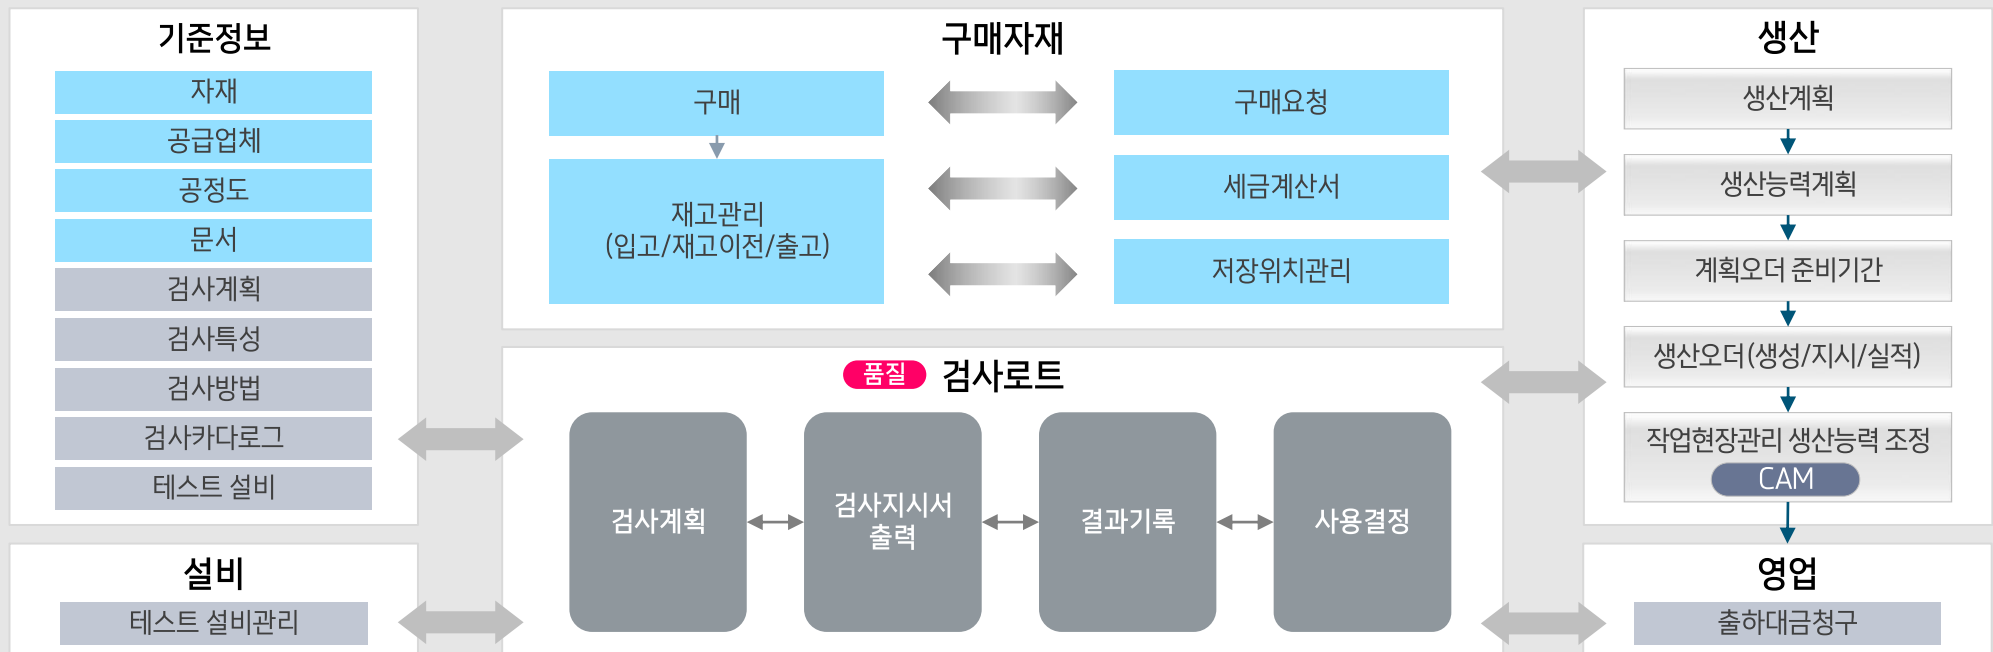 기준정보
자재
공급업체
공정도
문서
검사계획
검사특성
검사방법
검사카다로그
테스트 설비
설비
테스트 설비관리
구매자재
구매
재고관리
(입고/재고이전/출고)
구매요청
세금계산서
저장위치관리
품질 검사로트
검사계획
검사지시서
출력
결과기록
사용결정
생산
생산계획
생산능력계획
계획오더 준비기간
생산오더(생성/지시/실적)
작업현장관리 생산능력 조정
CAM
영업
출하대금청구